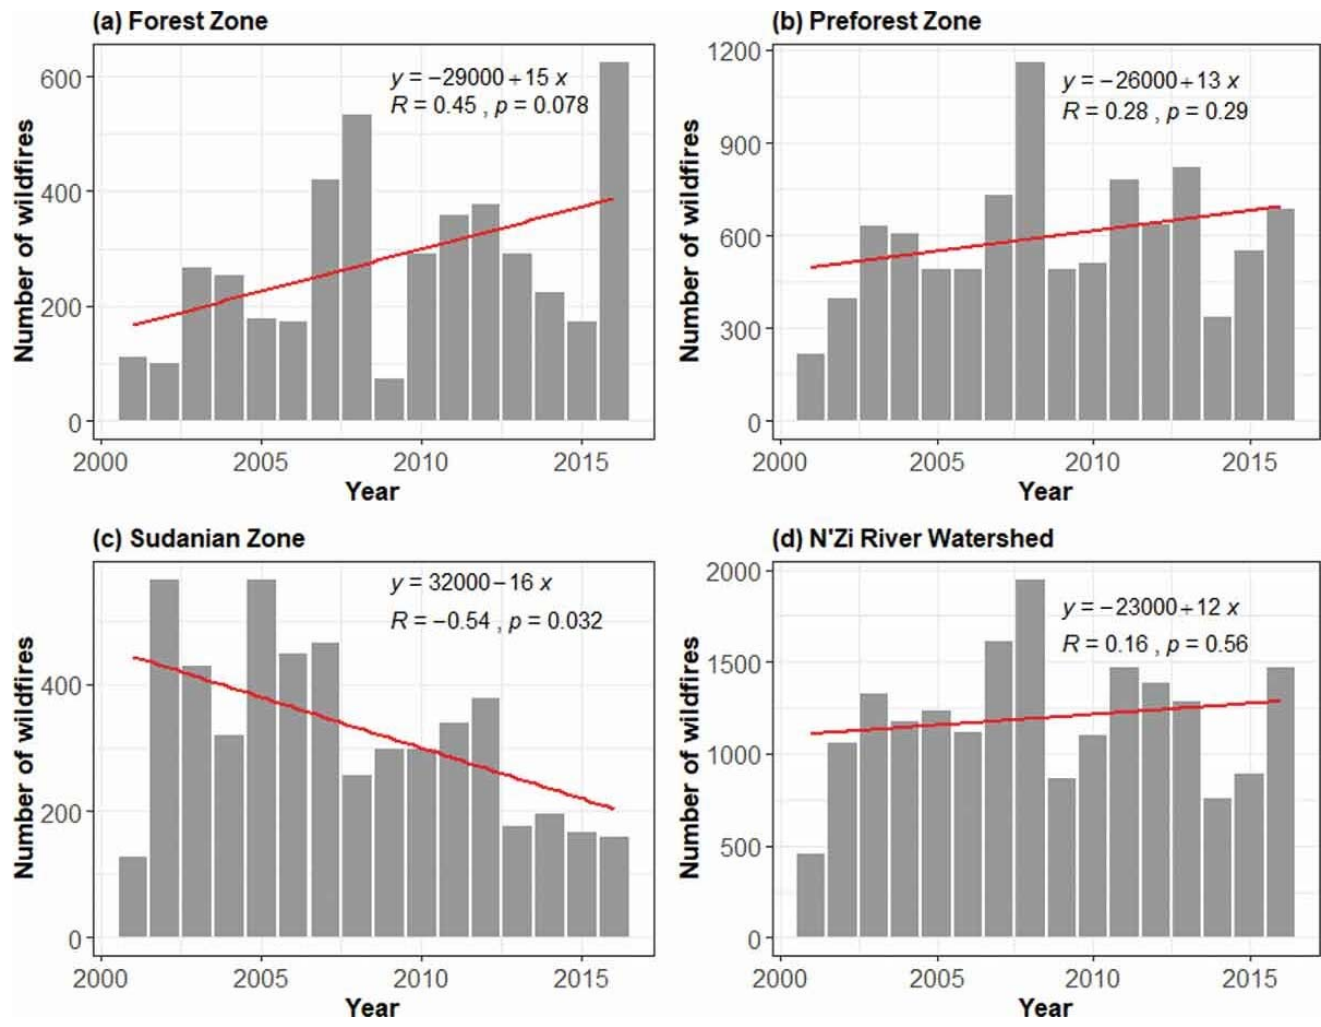 (a) Forest Zone
y = −29000+15 x
R = 0.45 , p = 0.078
Number of wildfires
600
400
200
0
2000 2005 2010 2015
Year
(b) Preforest Zone
y = −26000+13 x
R = 0.28 , p = 0.29
Number of wildfires
1200
900
600
300
0
2000 2005 2010 2015
Year
(c) Sudanian Zone
y = 32000−16 x
R = −0.54 , p = 0.032
Number of wildfires
400
200
0
2000 2005 2010 2015
Year
(d) N'Zi River Watershed
y = −23000+12 x
R = 0.16 , p = 0.56
Number of wildfires
2000
1500
1000
500
0
2000 2005 2010 2015
Year